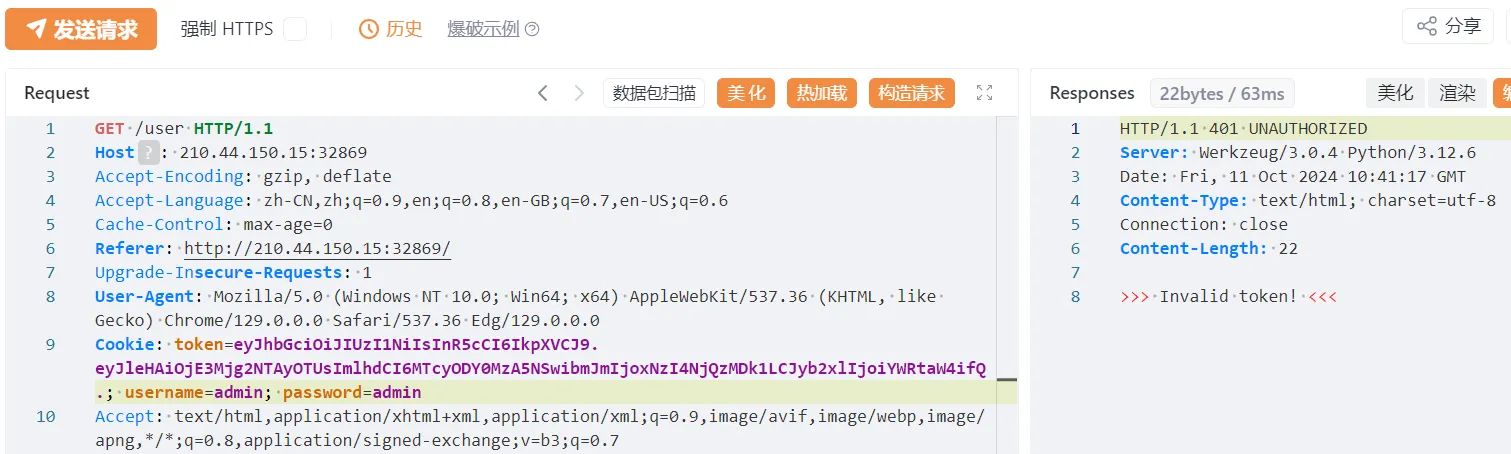 发送请求 强制 HTTPS 历史 爆破示例 分享
Request 数据包扫描 美化 热加载 构造请求
1 GET /user HTTP/1.1
2 Host ? : 210.44.150.15:32869
3 Accept-Encoding: gzip, deflate
4 Accept-Language: zh-CN,zh;q=0.9,en;q=0.8,en-GB;q=0.7,en-US;q=0.6
5 Cache-Control: max-age=0
6 Referer: http://210.44.150.15:32869/
7 Upgrade-Insecure-Requests: 1
8 User-Agent: Mozilla/5.0 (Windows NT 10.0; Win64; x64) AppleWebKit/537.36 (KHTML, like
Gecko) Chrome/129.0.0.0 Safari/537.36 Edg/129.0.0.0
9 Cookie: token=eyJhbGciOiJIUzI1NiIsInR5cCI6IkpXVCJ9.
eyJleHAiOjE3Mjg2NTAyOTUsImlhdCI6MTcyODY0MzA5NSwibmJmIjoxNzI4NjQzMDk1LCJyb2xlIjoiYWRtaW4ifQ
.; username=admin; password=admin
10 Accept: text/html,application/xhtml+xml,application/xml;q=0.9,image/avif,image/webp,image/
apng,*/*;q=0.8,application/signed-exchange;v=b3;q=0.7
Responses 22bytes / 63ms 美化 渲染
1 HTTP/1.1 401 UNAUTHORIZED
2 Server: Werkzeug/3.0.4 Python/3.12.6
3 Date: Fri, 11 Oct 2024 10:41:17 GMT
4 Content-Type: text/html; charset=utf-8
5 Connection: close
6 Content-Length: 22
7
8 >>> Invalid token! <<<